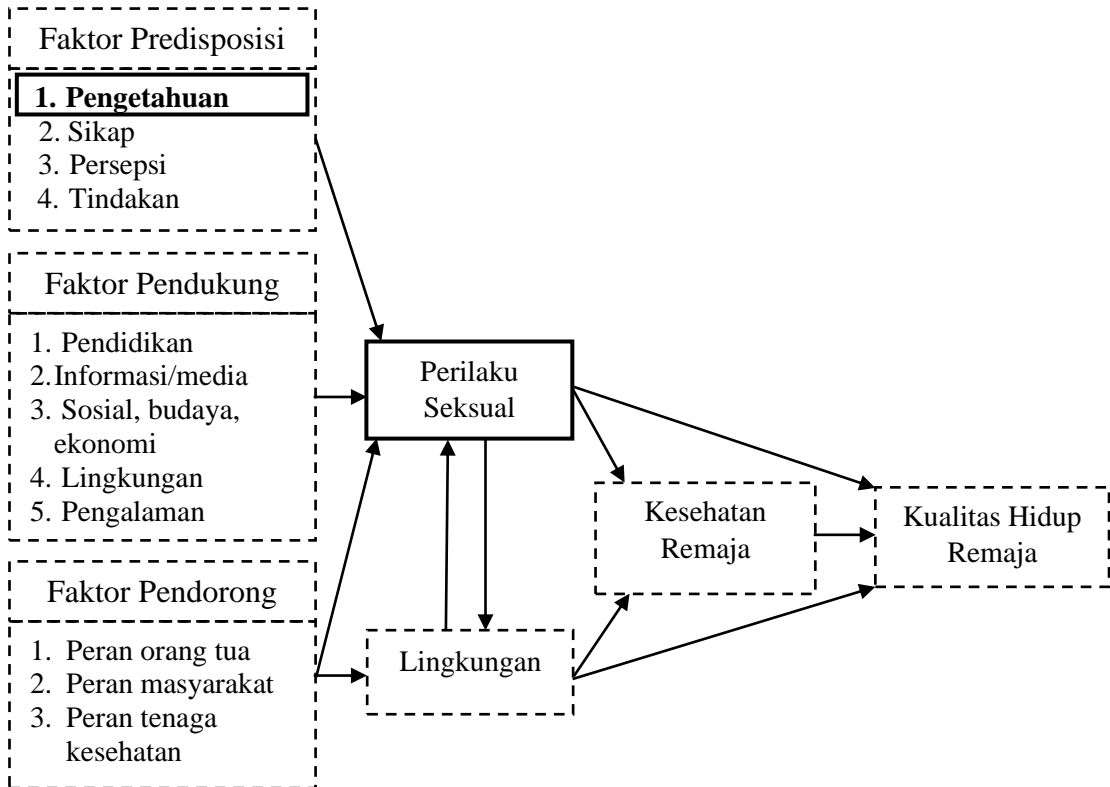 Faktor Predisposisi
1. Pengetahuan
2. Sikap
3. Persepsi
4. Tindakan
Faktor Pendukung
1. Pendidikan
2.Informasi/media
3. Sosial, budaya,
ekonomi
4. Lingkungan
5. Pengalaman
Faktor Pendorong
1. Peran orang tua
2. Peran masyarakat
3. Peran tenaga
kesehatan
Perilaku
Seksual
Lingkungan
Kesehatan
Remaja
Kualitas Hidup
Remaja